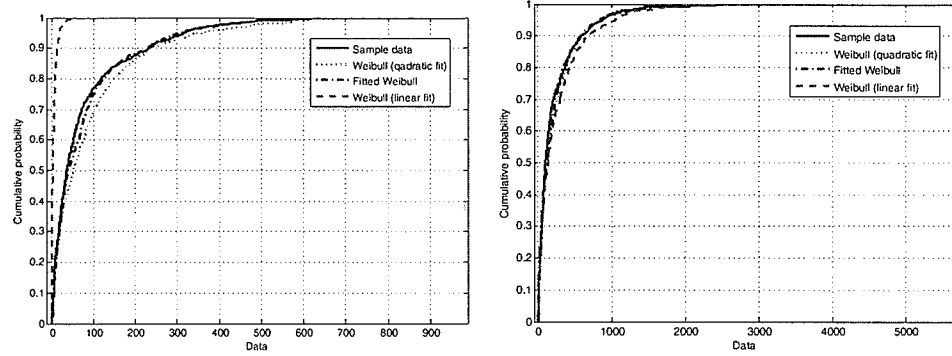 1
0.9
0.8
0.7
0.6
0.5
0.4
0.3
0.2
0.1
0
Cumulative probability
Sample data
Weibull (qadratic fit)
Fitted Weibull
Weibull (linear fit)
0 100 200 300 400 500 600 700 800 900
Data
1
0.9
0.8
0.7
0.6
0.5
0.4
0.3
0.2
0.1
0
Cumulative probability
Sample data
Weibull (quadratic fit)
Fitted Weibull
Weibull (linear fit)
0 1000 2000 3000 4000 5000
Data